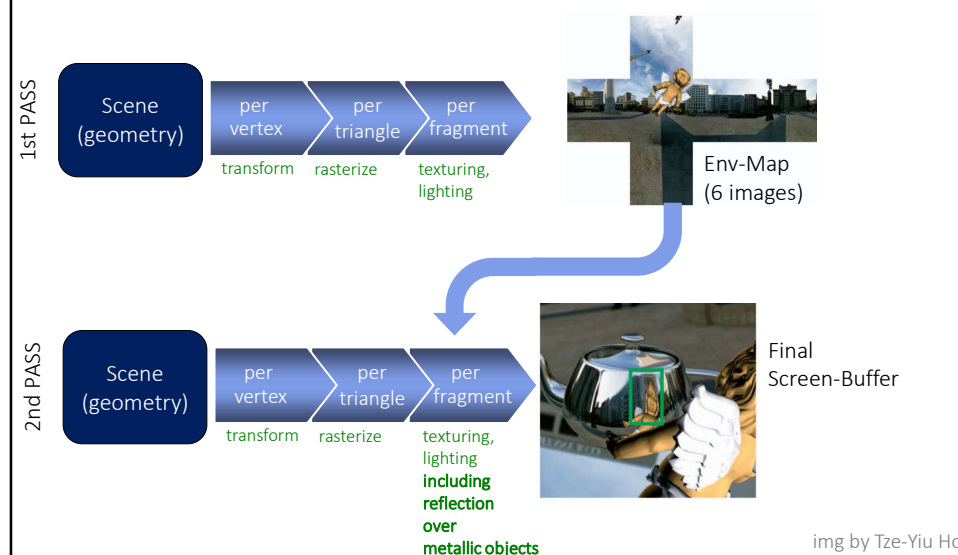 1st PASS
Scene
(geometry)
per
vertex
per
triangle
per
fragment
transform
rasterize
texturing,
lighting
Env-Map
(6 images)
2nd PASS
Scene
(geometry)
per
vertex
per
triangle
per
fragment
transform
rasterize
texturing,
lighting
including
reflection
over
metallic objects
Final
Screen-Buffer
img by Tze-Yiu Ho